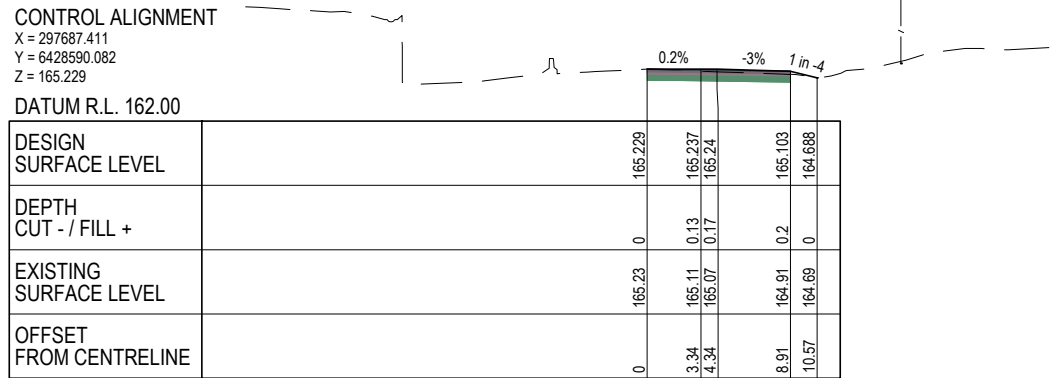 CONTROL ALIGNMENT
X = 297687.411
Y = 6428590.082
Z = 165.229
0.2% -3% 1 in -4
DATUM R.L. 162.00
DESIGN
SURFACE LEVEL
165.229 165.237 165.24 165.103 164.688
DEPTH
CUT - / FILL +
0 0.13 0.17 0.2 0
EXISTING
SURFACE LEVEL
165.23 165.11 165.07 164.91 164.69
OFFSET
FROM CENTRELINE
0 3.34 4.34 8.91 10.57